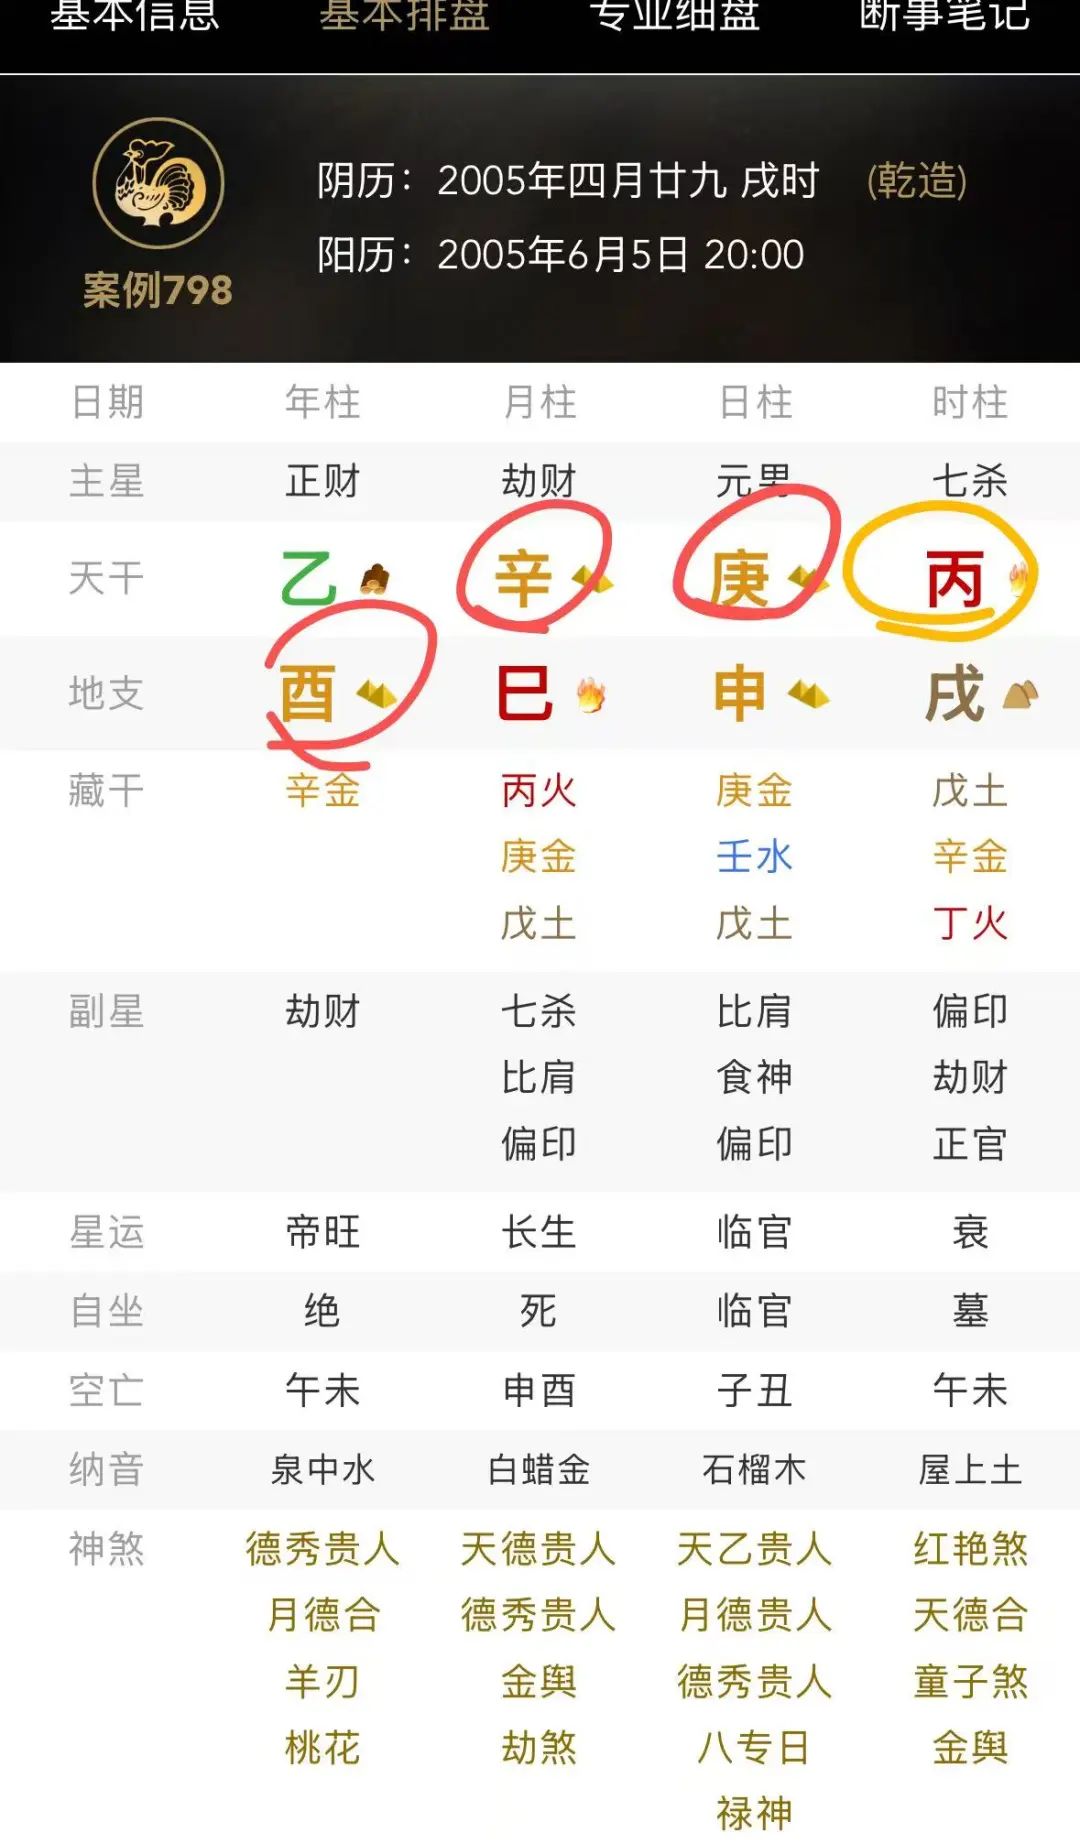 基本信息 基本排盘 专业细盘 断事笔记
阴历：2005年四月廿九 戌时 (乾造)
阳历：2005年6月5日 20:00
案例798
日期 年柱 月柱 日柱 时柱
主星 正财 劫财 元男 七杀
天干 乙 辛 庚 丙
地支 酉 巳 申 戌
藏干 辛金 丙火 庚金 戊土
庚金 壬水 辛金
戊土 戊土 丁火
副星 劫财 七杀 比肩 偏印
比肩 食神 劫财
偏印 偏印 正官
星运 帝旺 长生 临官 衰
自坐 绝 死 临官 墓
空亡 午未 申酉 子丑 午未
纳音 泉中水 白蜡金 石榴木 屋上土
神煞 德秀贵人 天德贵人 天乙贵人 红艳煞
月德合 德秀贵人 月德贵人 天德合
羊刃 金舆 德秀贵人 童子煞
桃花 劫煞 八专日 金舆
禄神